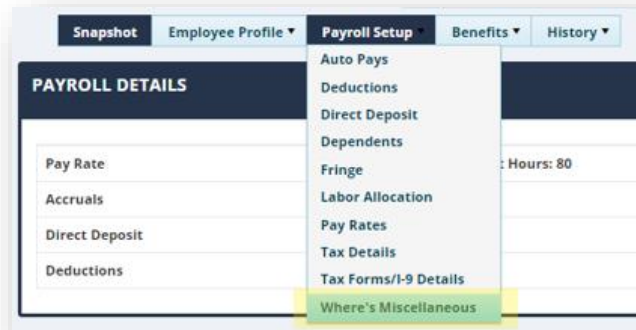 Snapshot Employee Profile Payroll Setup Benefits History
Auto Pays
PAYROLL DETAILS
Deductions
Direct Deposit
Dependents
Pay Rate
Fringe
Hours: 80
Accruals
Labor Allocation
Pay Rates
Direct Deposit
Tax Details
Deductions
Tax Forms/I-9 Details
Where's Miscellaneous